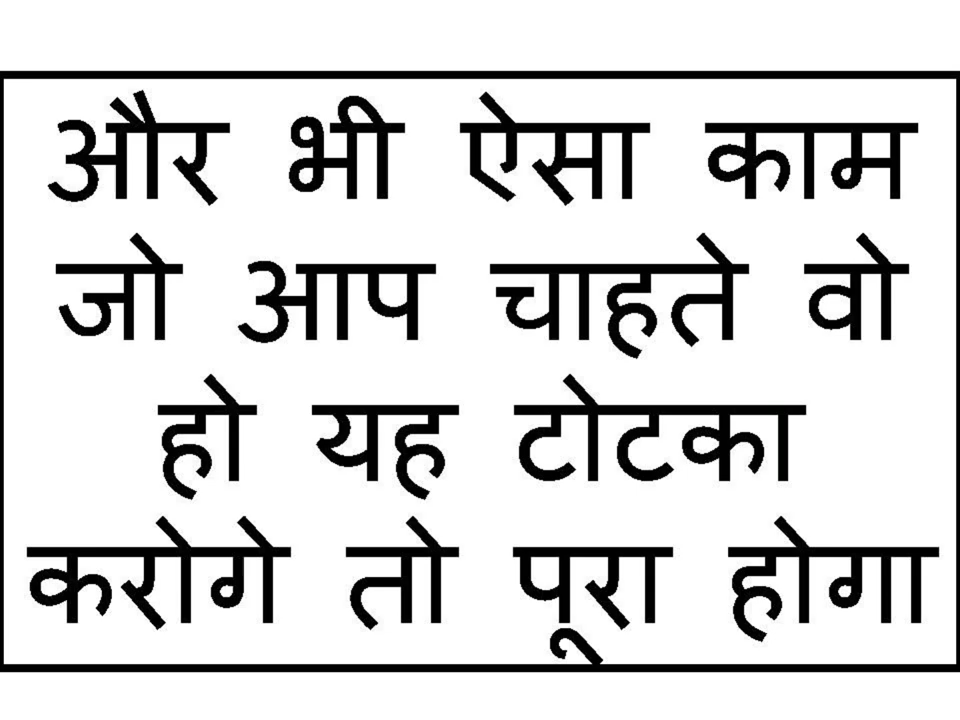 और भी ऐसा काम
जो आप चाहते वो
हो यह टोटका
करोगे तो पूरा होगा